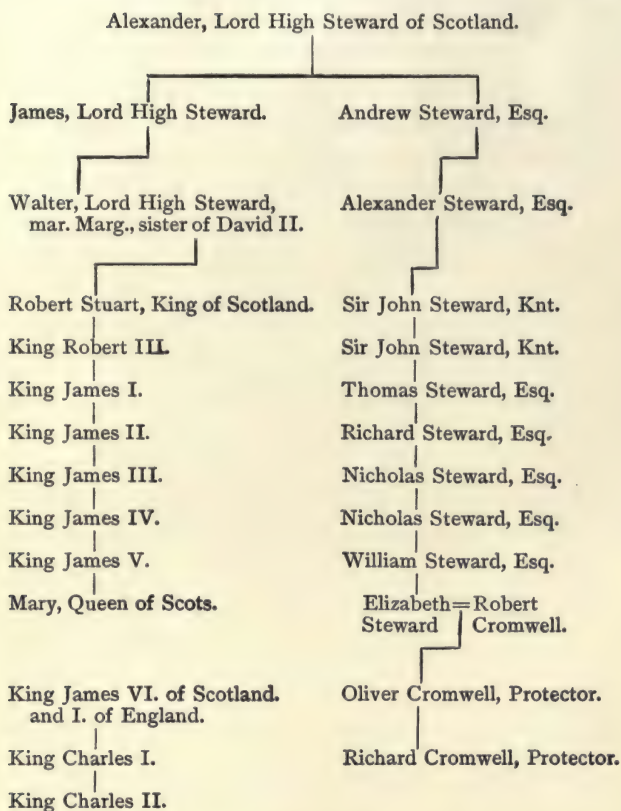 Alexander, Lord High Steward of Scotland.
James, Lord High Steward.
Andrew Steward, Esq.
Walter, Lord High Steward,
mar. Marg., sister of David II.
Alexander Steward, Esq.
Robert Stuart, King of Scotland.
Sir John Steward, Knt.
King Robert III.
Sir John Steward, Knt.
King James I.
Thomas Steward, Esq.
King James II.
Richard Steward, Esq.
King James III.
Nicholas Steward, Esq.
King James IV.
Nicholas Steward, Esq.
King James V.
William Steward, Esq.
Mary, Queen of Scots.
Elizabeth=Robert
Steward Cromwell.
King James VI. of Scotland.
and I. of England.
Oliver Cromwell, Protector.
King Charles I.
Richard Cromwell, Protector.
King Charles II.